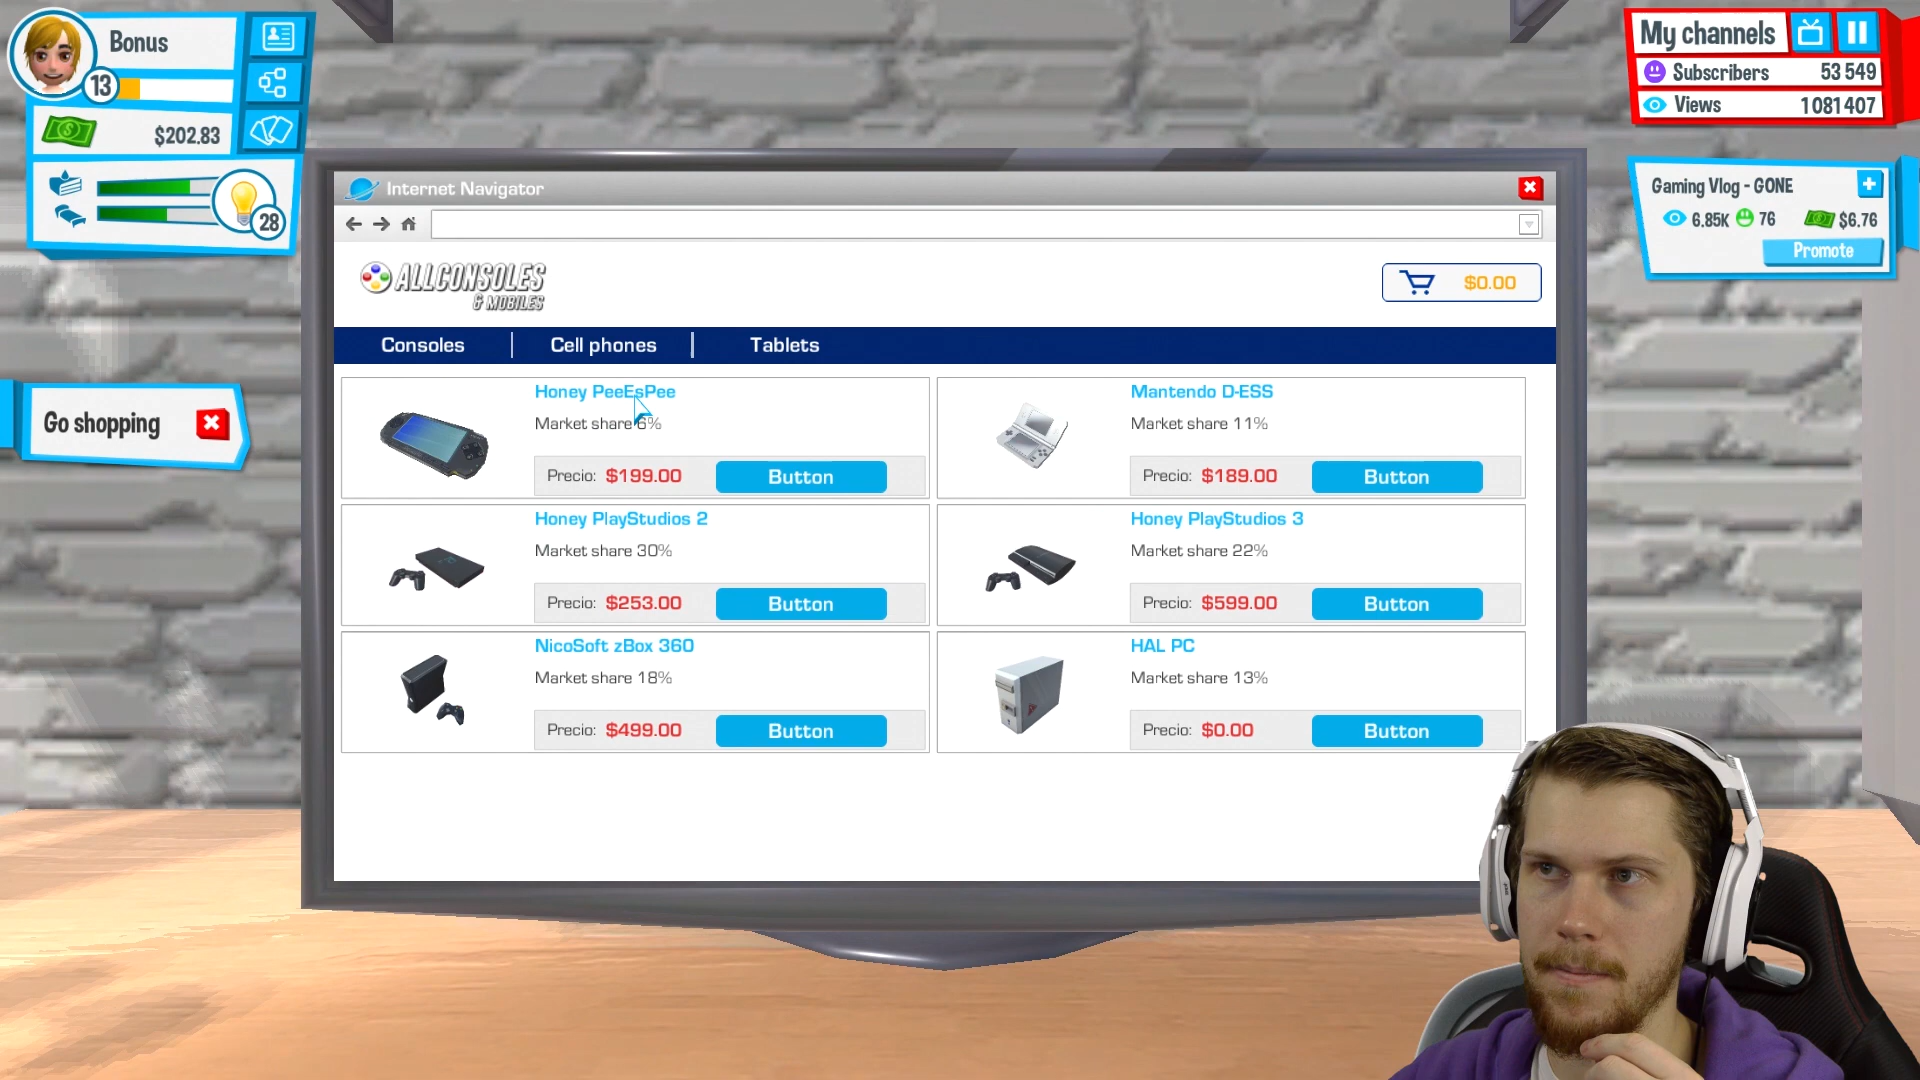 Bonus
13
$202.83
28
My channels
Subscribers 53 549
Views 1 081 407
Gaming Vlog - GONE
6.85K 76 $6.76
Promote
Go shopping
Internet Navigator
ALLCONSOLES
& MOBILES
$0.00
Consoles Cell phones Tablets
Honey PeeEsPee
Market share 6%
Precio: $199.00 Button
Mantendo D-ESS
Market share 11%
Precio: $189.00 Button
Honey PlayStudios 2
Market share 30%
Precio: $253.00 Button
Honey PlayStudios 3
Market share 22%
Precio: $599.00 Button
NicoSoft zBox 360
Market share 18%
Precio: $499.00 Button
HAL PC
Market share 13%
Precio: $0.00 Button